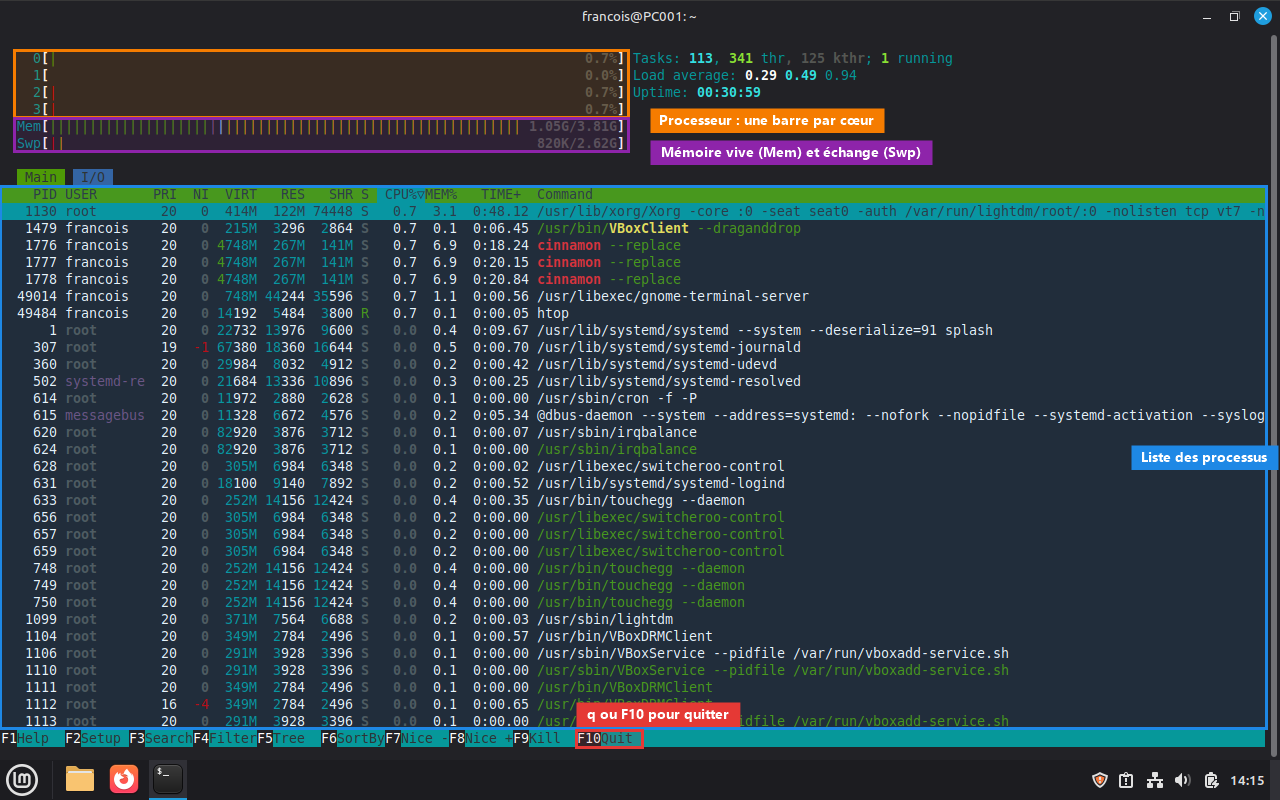 francois@PC001: ~
0[| 0.7%] Tasks: 113, 341 thr, 125 kthr; 1 running
1[ 0.0%] Load average: 0.29 0.49 0.94
2[| 0.7%] Uptime: 00:30:59
3[| 0.7%]
Processeur : une barre par cœur
Mem[||||||||||||||||||||||||||||||||||||||||||||||||||||||||||| 1.05G/3.81G]
Swp[|| 820K/2.62G]
Mémoire vive (Mem) et échange (Swp)
Main I/O
PID USER PRI NI VIRT RES SHR S CPU%▽MEM% TIME+ Command
1130 root 20 0 414M 122M 74448 S 0.7 3.1 0:48.12 /usr/lib/xorg/Xorg -core :0 -seat seat0 -auth /var/run/lightdm/root/:0 -nolisten tcp vt7 -n
1479 francois 20 0 215M 3296 2864 S 0.7 0.1 0:06.45 /usr/bin/VBoxClient --draganddrop
1776 francois 20 0 4748M 267M 141M S 0.7 6.9 0:18.24 cinnamon --replace
1777 francois 20 0 4748M 267M 141M S 0.7 6.9 0:20.15 cinnamon --replace
1778 francois 20 0 4748M 267M 141M S 0.7 6.9 0:20.84 cinnamon --replace
49014 francois 20 0 748M 44244 35596 S 0.7 1.1 0:00.56 /usr/libexec/gnome-terminal-server
49484 francois 20 0 14192 5484 3800 R 0.7 0.1 0:00.05 htop
1 root 20 0 22732 13976 9600 S 0.0 0.4 0:09.67 /usr/lib/systemd/systemd --system --deserialize=91 splash
307 root 19 -1 67380 18360 16644 S 0.0 0.5 0:00.70 /usr/lib/systemd/systemd-journald
360 root 20 0 29984 8032 4912 S 0.0 0.2 0:00.42 /usr/lib/systemd/systemd-udevd
502 systemd-re 20 0 21684 13336 10896 S 0.0 0.3 0:00.25 /usr/lib/systemd/systemd-resolved
614 root 20 0 11972 2880 2628 S 0.0 0.1 0:00.00 /usr/sbin/cron -f -P
615 messagebus 20 0 11328 6672 4576 S 0.0 0.2 0:05.34 @dbus-daemon --system --address=systemd: --nofork --nopidfile --systemd-activation --syslog
620 root 20 0 82920 3876 3712 S 0.0 0.1 0:00.07 /usr/sbin/irqbalance
624 root 20 0 82920 3876 3712 S 0.0 0.1 0:00.00 /usr/sbin/irqbalance
Liste des processus
628 root 20 0 305M 6984 6348 S 0.0 0.2 0:00.02 /usr/libexec/switcheroo-control
631 root 20 0 18100 9140 7892 S 0.0 0.2 0:00.52 /usr/lib/systemd/systemd-logind
633 root 20 0 252M 14156 12424 S 0.0 0.4 0:00.35 /usr/bin/touchegg --daemon
656 root 20 0 305M 6984 6348 S 0.0 0.2 0:00.00 /usr/libexec/switcheroo-control
657 root 20 0 305M 6984 6348 S 0.0 0.2 0:00.00 /usr/libexec/switcheroo-control
659 root 20 0 305M 6984 6348 S 0.0 0.2 0:00.00 /usr/libexec/switcheroo-control
748 root 20 0 252M 14156 12424 S 0.0 0.4 0:00.00 /usr/bin/touchegg --daemon
749 root 20 0 252M 14156 12424 S 0.0 0.4 0:00.00 /usr/bin/touchegg --daemon
750 root 20 0 252M 14156 12424 S 0.0 0.4 0:00.00 /usr/bin/touchegg --daemon
1099 root 20 0 371M 7564 6688 S 0.0 0.2 0:00.03 /usr/sbin/lightdm
1104 root 20 0 349M 2784 2496 S 0.0 0.1 0:00.57 /usr/bin/VBoxDRMClient
1106 root 20 0 291M 3928 3396 S 0.0 0.1 0:00.00 /usr/sbin/VBoxService --pidfile /var/run/vboxadd-service.sh
1110 root 20 0 291M 3928 3396 S 0.0 0.1 0:00.00 /usr/sbin/VBoxService --pidfile /var/run/vboxadd-service.sh
1111 root 20 0 349M 2784 2496 S 0.0 0.1 0:00.00 /usr/bin/VBoxDRMClient
1112 root 16 -4 349M 2784 2496 S 0.0 0.1 0:00.65 /usr/
1113 root 20 0 291M 3928 3396 S 0.0 0.1 0:00.00 /usr/ pidfile /var/run/vboxadd-service.sh
q ou F10 pour quitter
F1Help F2Setup F3SearchF4FilterF5Tree F6SortByF7Nice -F8Nice +F9Kill F10Quit
14:15